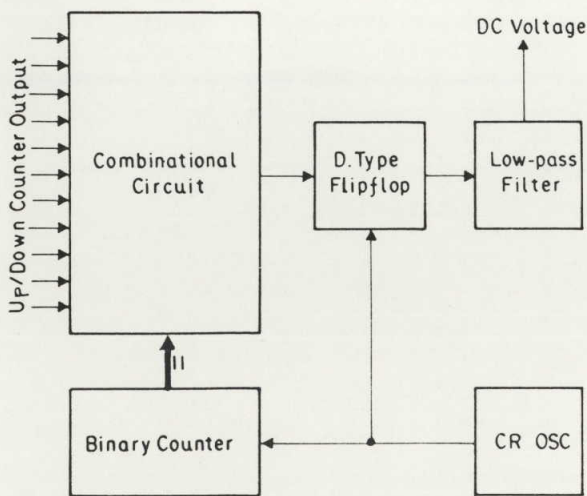 DC Voltage
Up/Down Counter Output
Combinational
Circuit
D.Type
Flipflop
Low-pass
Filter
11
Binary Counter
CR OSC